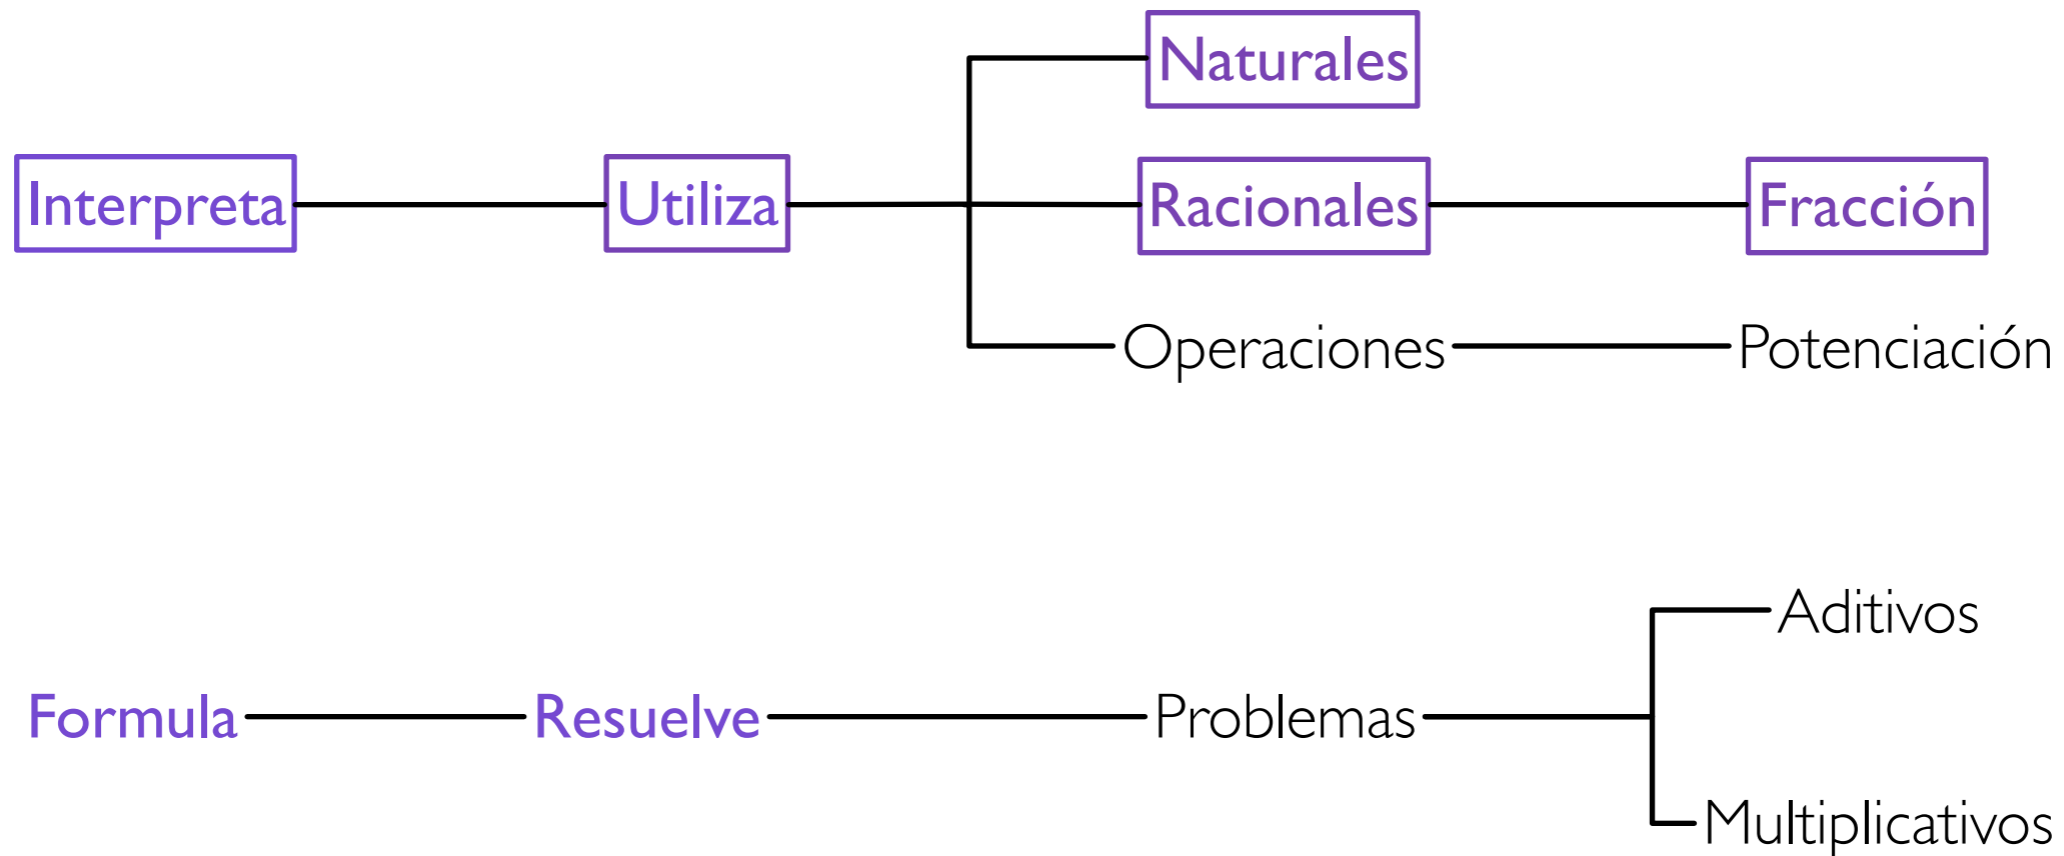 Naturales
Interpreta Utiliza Racionales Fracción
Operaciones Potenciación
Aditivos
Formula Resuelve Problemas
Multiplicativos